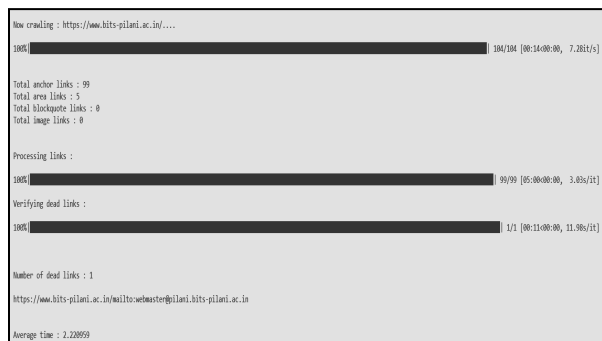 Now crawling : https://www.bits-pilani.ac.in/....
100%| | 104/104 [00:14<00:00, 7.28it/s]
Total anchor links : 99
Total area links : 5
Total blockquote links : 0
Total image links : 0
Processing links :
100%| | 99/99 [05:00<00:00, 3.03s/it]
Verifying dead links :
100%| | 1/1 [00:11<00:00, 11.98s/it]
Number of dead links : 1
https://www.bits-pilani.ac.in/mailto:webmaster@pilani.bits-pilani.ac.in
Average time : 2.220959